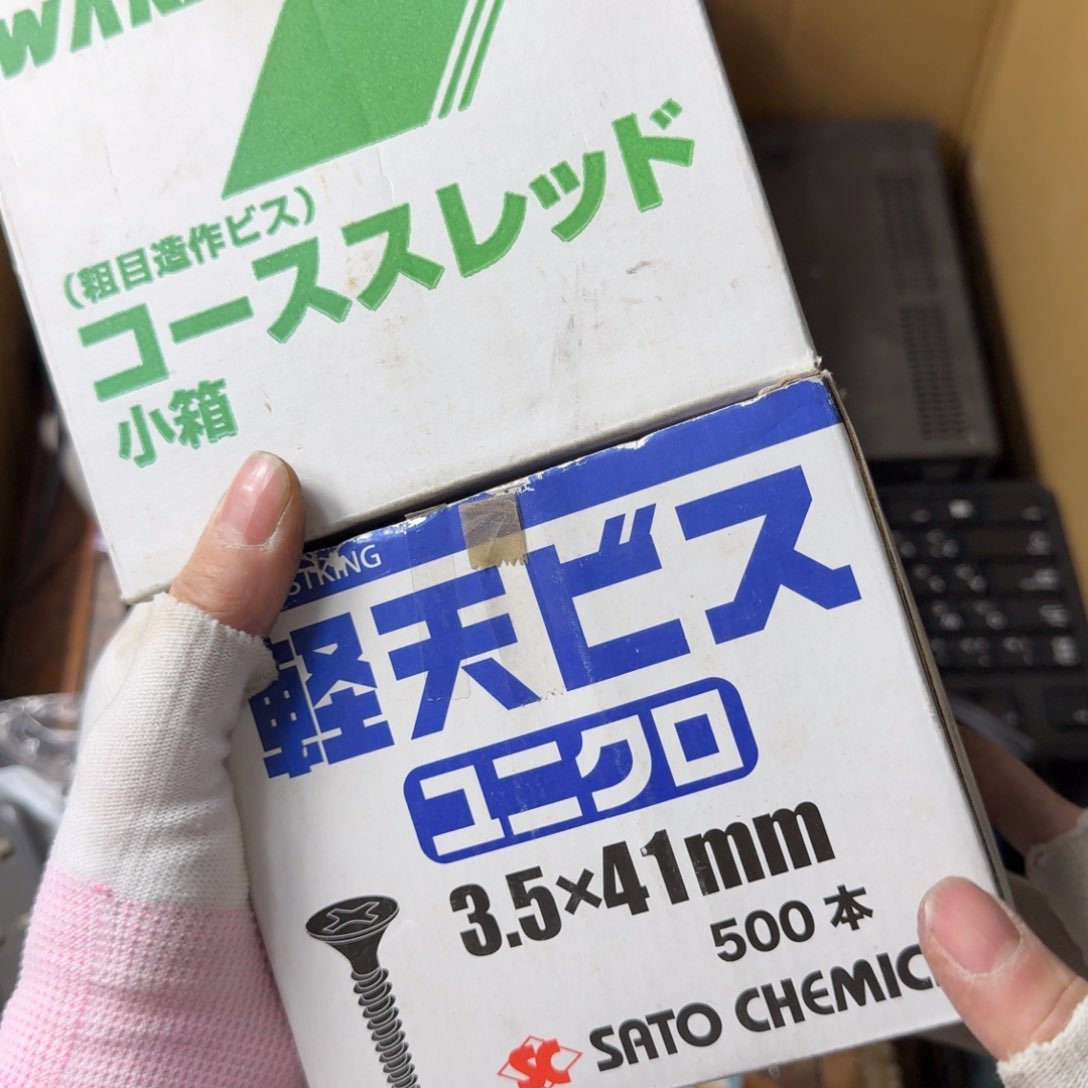 (粗目造作ビス)
コーススレッド
小箱
軽天ビス
ユニクロ
3.5×41mm
500本
SC SATO